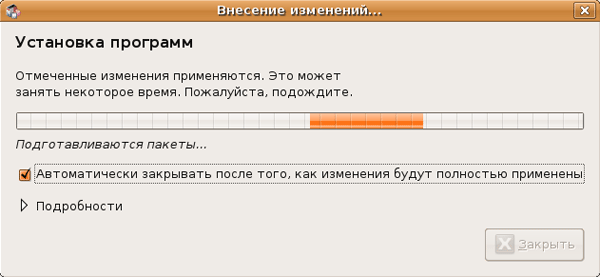 Внесение изменений...
Установка программ
Отмеченные изменения применяются. Это может
занять некоторое время. Пожалуйста, подождите.
Подготавливаются пакеты...
Автоматически закрывать после того, как изменения будут полностью применены
Подробности
Закрыть